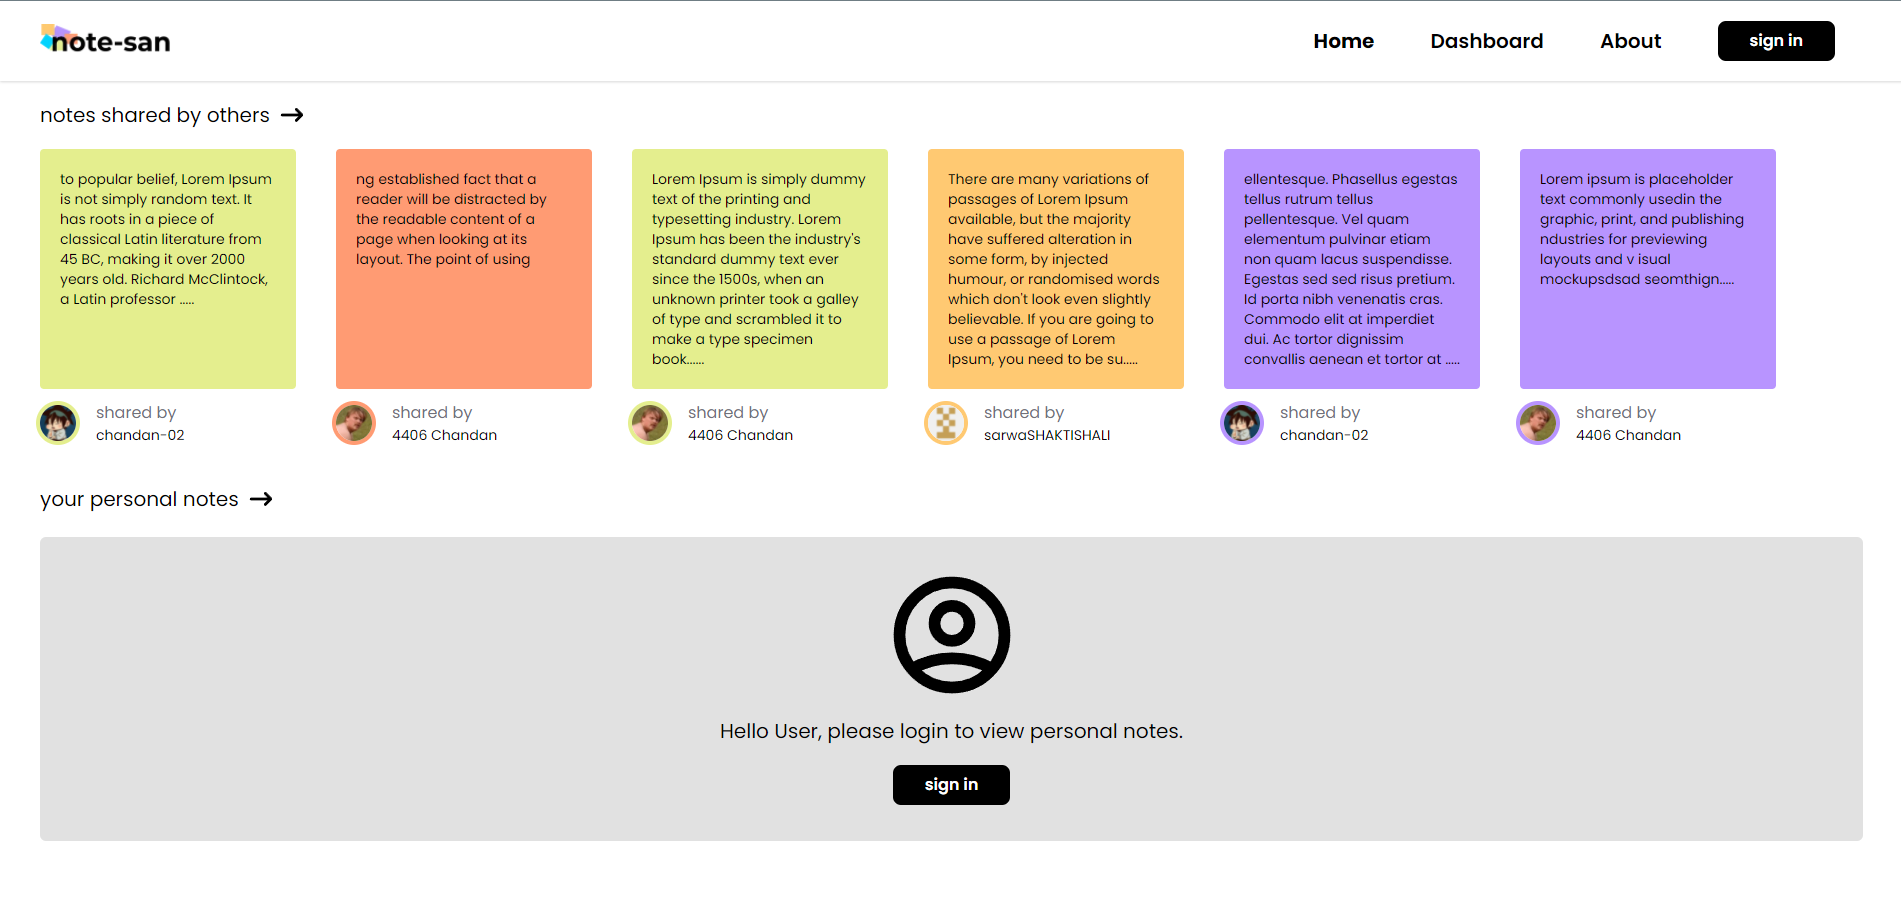 note-san
Home
Dashboard
About
sign in
notes shared by others
to popular belief, Lorem Ipsum
is not simply random text. It
has roots in a piece of
classical Latin literature from
45 BC, making it over 2000
years old. Richard McClintock,
a Latin professor .....
shared by
chandan-02
ng established fact that a
reader will be distracted by
the readable content of a
page when looking at its
layout. The point of using
shared by
4406 Chandan
Lorem Ipsum is simply dummy
text of the printing and
typesetting industry. Lorem
Ipsum has been the industry's
standard dummy text ever
since the 1500s, when an
unknown printer took a galley
of type and scrambled it to
make a type specimen
book......
shared by
4406 Chandan
There are many variations of
passages of Lorem Ipsum
available, but the majority
have suffered alteration in
some form, by injected
humour, or randomised words
which don't look even slightly
believable. If you are going to
use a passage of Lorem
Ipsum, you need to be su.....
shared by
sarwaSHAKTISHALI
ellentesque. Phasellus egestas
tellus rutrum tellus
pellentesque. Vel quam
elementum pulvinar etiam
non quam lacus suspendisse.
Egestas sed sed risus pretium.
Id porta nibh venenatis cras.
Commodo elit at imperdiet
dui. Ac tortor dignissim
convallis aenean et tortor at .....
shared by
chandan-02
Lorem ipsum is placeholder
text commonly usedin the
graphic, print, and publishing
ndustries for previewing
layouts and v isual
mockupsdsad seomthign.....
shared by
4406 Chandan
your personal notes
Hello User, please login to view personal notes.
sign in